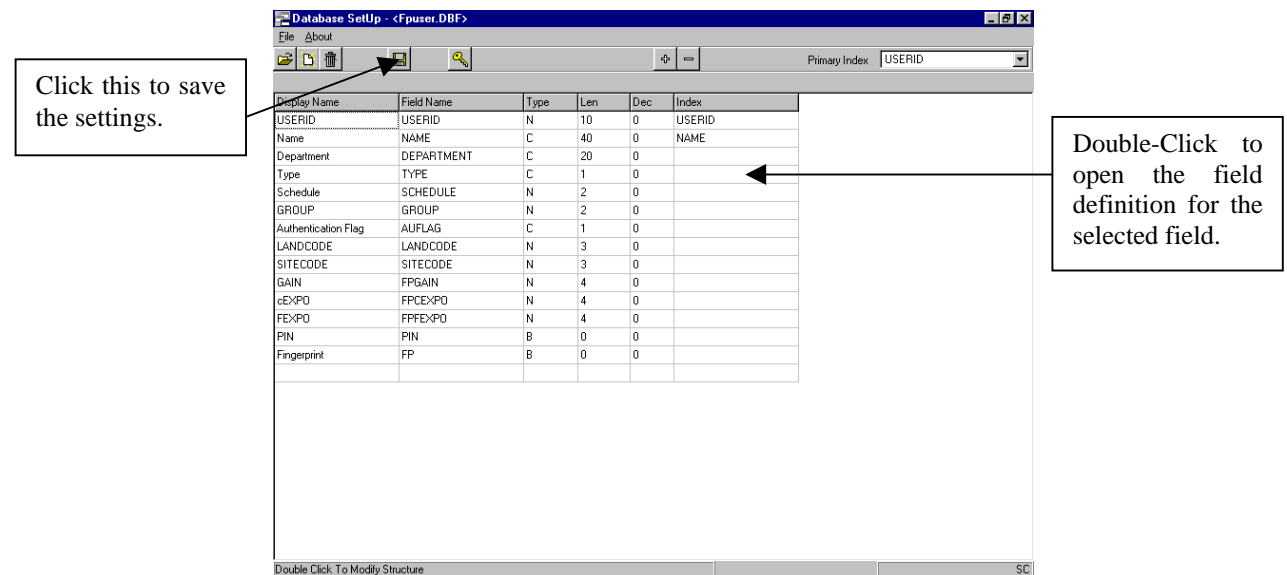 Database SetUp - <Fpuser.DBF>
File About
Primary Index USERID
Click this to save
the settings.
Display Name Field Name Type Len Dec Index
USERID USERID N 10 0 USERID
Name NAME C 40 0 NAME
Department DEPARTMENT C 20 0
Type TYPE C 1 0
Schedule SCHEDULE N 2 0
GROUP GROUP N 2 0
Authentication Flag AUFLAG C 1 0
LANDCODE LANDCODE N 3 0
SITECODE SITECODE N 3 0
GAIN FPGAIN N 4 0
cEXPO FPCEXPO N 4 0
FEXPO FPFEXPO N 4 0
PIN PIN B 0 0
Fingerprint FP B 0 0
Double-Click to
open the field
definition for the
selected field.
Double Click To Modify Structure
SC